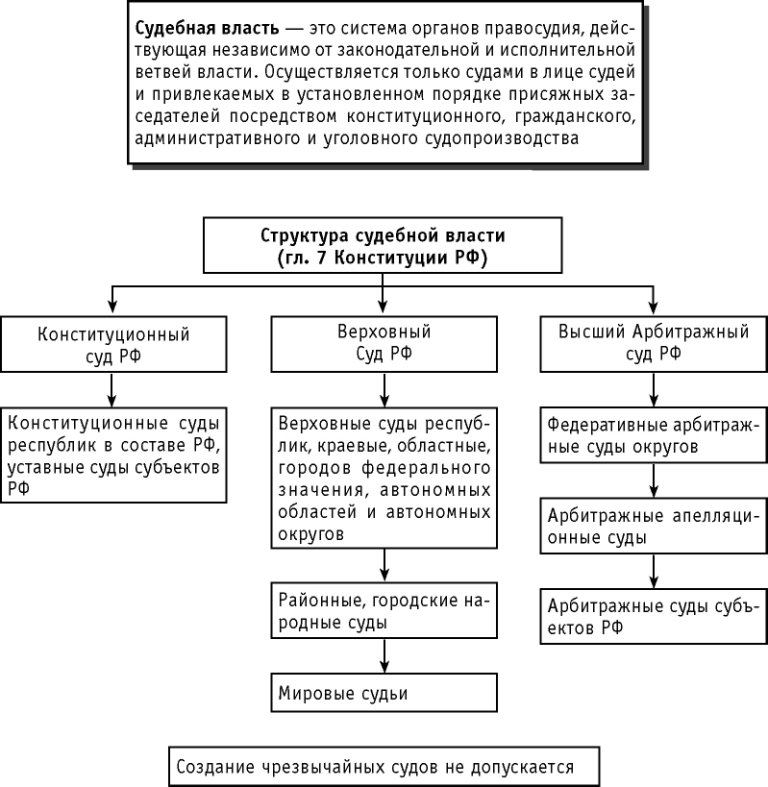 Судебная власть — это система органов правосудия, дейс-
твующая независимо от законодательной и исполнительной
ветвей власти. Осуществляется только судами в лице судей
и привлекаемых в установленном порядке присяжных за-
седателей посредством конституционного, гражданского,
административного и уголовного судопроизводства
Структура судебной власти
(гл. 7 Конституции РФ)
Конституционный
суд РФ
Конституционные суды
республик в составе РФ,
уставные суды субъектов
РФ
Верховный
Суд РФ
Верховные суды респуб-
лик, краевые, областные,
городов федерального
значения, автономных
областей и автономных
округов
Районные, городские на-
родные суды
Мировые судьи
Высший Арбитражный
суд РФ
Федеративные арбитраж-
ные суды округов
Арбитражные апелляци-
онные суды
Арбитражные суды субъ-
ектов РФ
Создание чрезвычайных судов не допускается